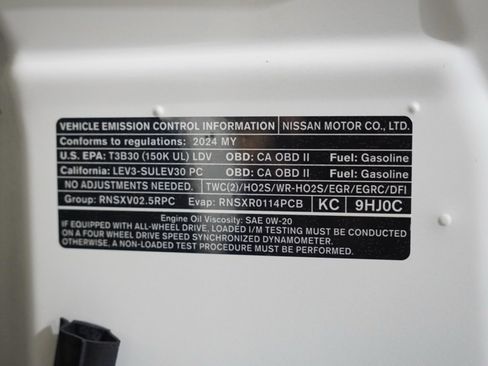 VEHICLE EMISSION CONTROL INFORMATION NISSAN MOTOR CO., LTD.
Conforms to regulations: 2024 MY
U.S. EPA: T3B30 (150K UL) LDV OBD: CA OBD II Fuel: Gasoline
California: LEV3-SULEV30 PC OBD: CA OBD II Fuel: Gasoline
NO ADJUSTMENTS NEEDED. TWC(2)/HO2S/WR-HO2S/EGR/EGRC/DFI
Group: RNSXV02.5RPC Evap: RNSXR0114PCB KC 9HJ0C
Engine Oil Viscosity: SAE 0W-20
IF EQUIPPED WITH ALL-WHEEL DRIVE, LOADED I/M TESTING MUST BE CONDUCTED
ON A FOUR WHEEL DRIVE SPEED SYNCHRONIZED DYNAMOMETER.
OTHERWISE, A NON-LOADED TEST PROCEDURE MUST BE PERFORMED.